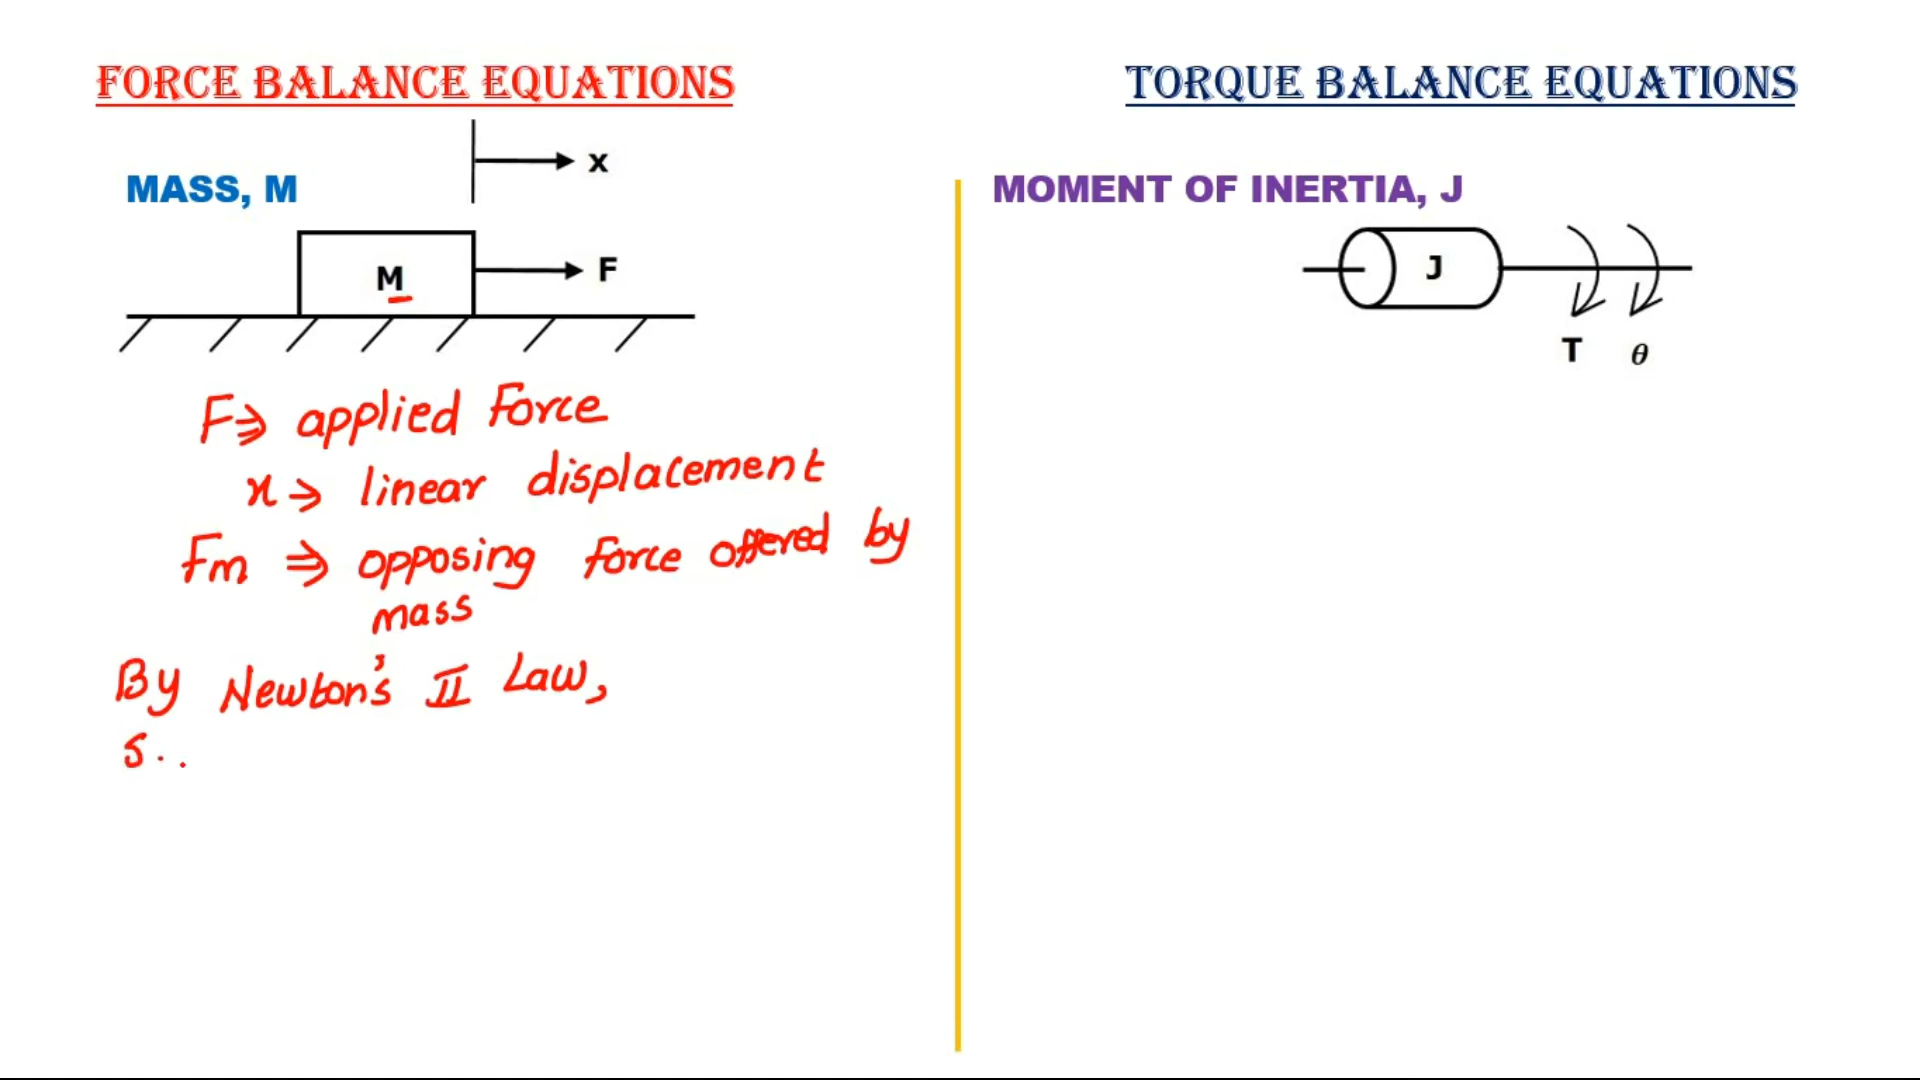 FORCE BALANCE EQUATIONS
x
MASS, M
M
F
F⇒ applied Force
x⇒ linear displacement
Fm ⇒ opposing force offered by
mass
By Newton's II Law,
S..
TORQUE BALANCE EQUATIONS
MOMENT OF INERTIA, J
J
T θ